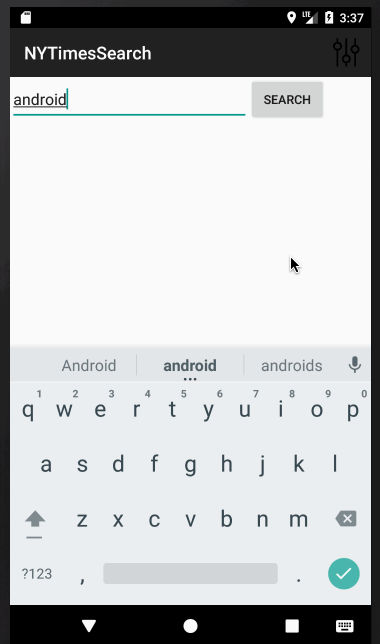 LTE 3:37
NYTimesSearch
android SEARCH
Android android androids
1 2 3 4 5 6 7 8 9 0
q w e r t y u i o p
a s d f g h j k l
z x c v b n m
?123 , .